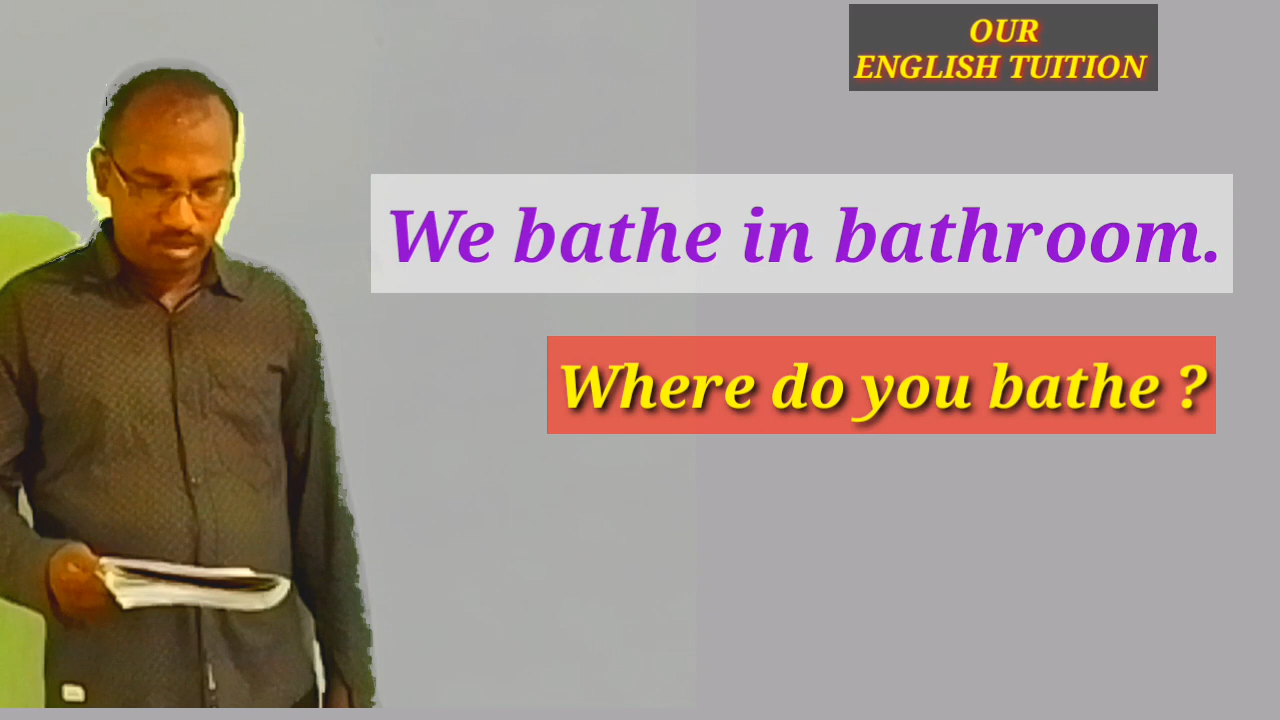 OUR
ENGLISH TUITION
We bathe in bathroom.
Where do you bathe ?